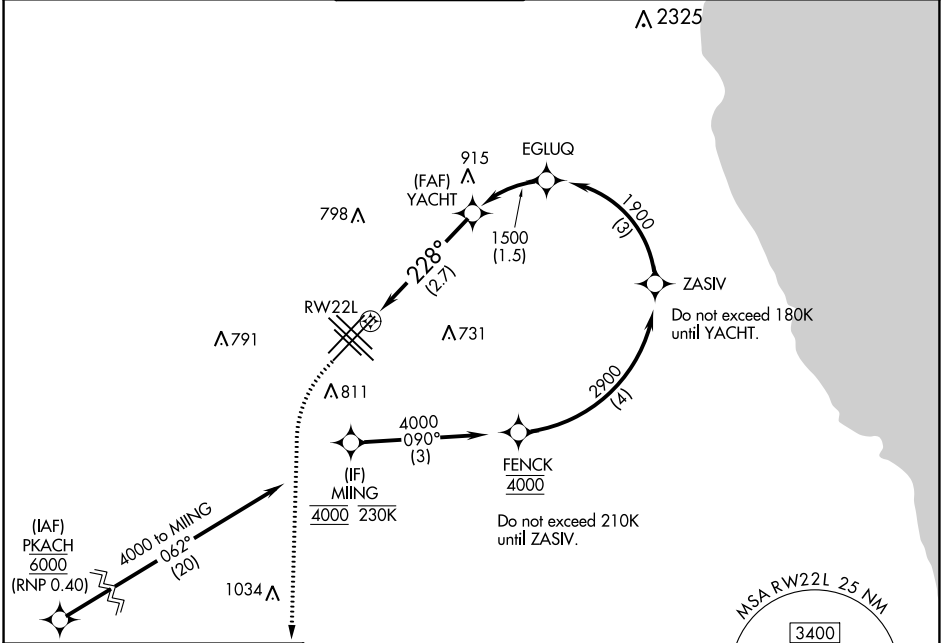 2325
EGLUQ
915
(FAF)
YACHT
798
1500
(1.5)
1900
(3)
228°
(2.7)
ZASIV
RW22L
Do not exceed 180K
until YACHT.
791
731
811
2900
(4)
4000
090°
(3)
(IF)
MIING
4000 230K
FENCK
4000
Do not exceed 210K
until ZASIV.
4000 to MIING
062°
(20)
(IAF)
PKACH
6000
(RNP 0.40)
1034
MSA RW22L 25 NM
3400